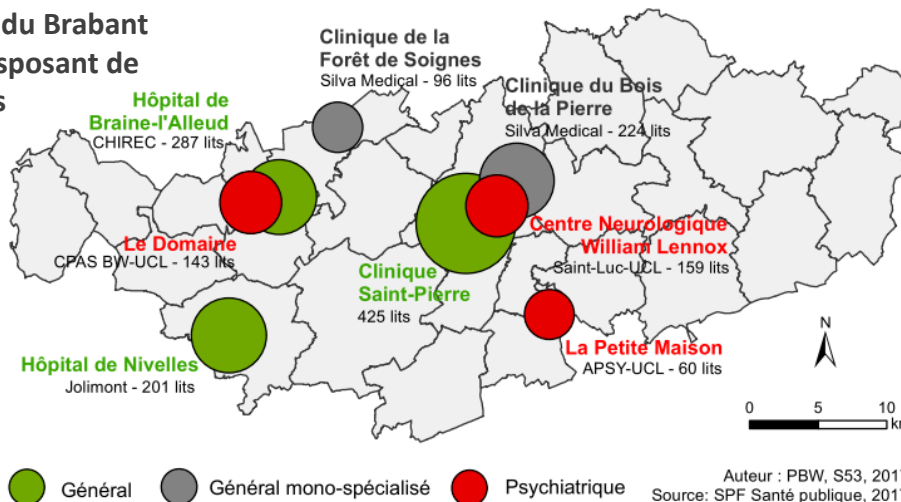 du Brabant
sposant de
s
Clinique de la
Forêt de Soignes
Silva Medical - 96 lits
Clinique du Bois
de la Pierre
Silva Medical - 224 lits
Hôpital de
Braine-l'Alleud
CHIREC - 287 lits
Le Domaine
CPAS BW-UCL - 143 lits
Centre Neurologique
William Lennox
Saint-Luc-UCL - 159 lits
Clinique
Saint-Pierre
425 lits
Hôpital de Nivelles
Jolimont - 201 lits
La Petite Maison
APSY-UCL - 60 lits
N
0 5 10
km
Général
Général mono-spécialisé
Psychiatrique
Auteur : PBW, S53, 2017
Source: SPF Santé publique, 2017